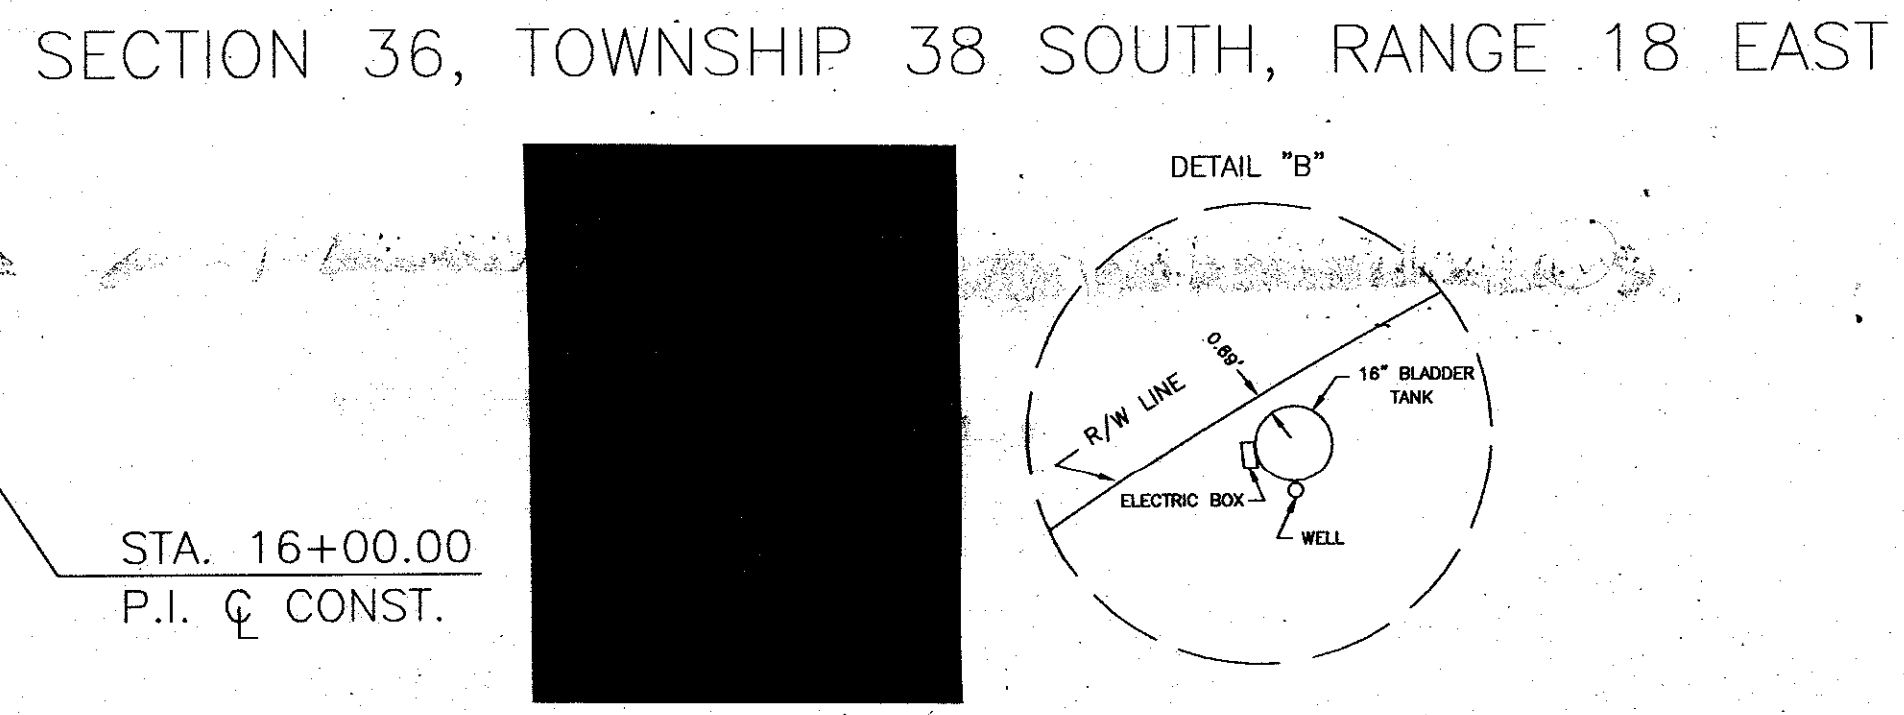 SECTION 36, TOWNSHIP 38 SOUTH, RANGE 18 EAST
DETAIL "B"
0.69'
R/W LINE
16" BLADDER
TANK
ELECTRIC BOX
WELL
STA. 16+00.00
P.I. ℄ CONST.